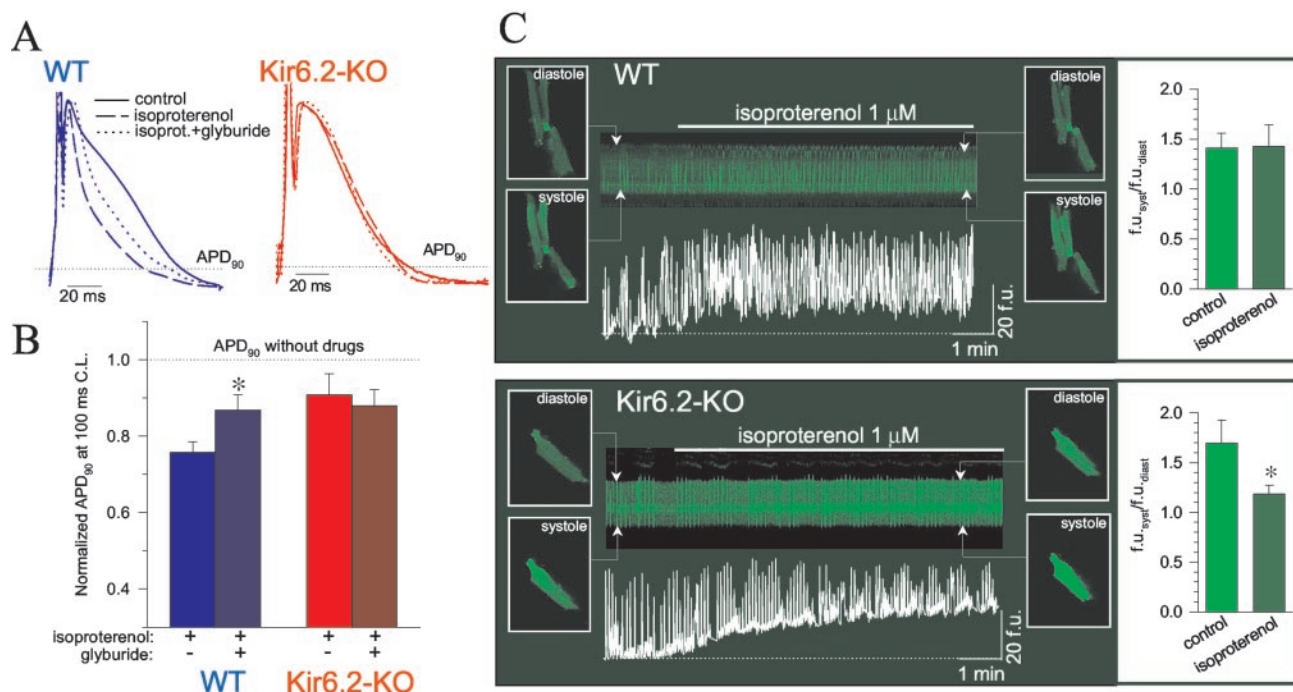 A
WT
Kir6.2-KO
control
isoproterenol
isoprot.+glyburide
APD90
20 ms
APD90
20 ms
B
Normalized APD90 at 100 ms C.L.
1.0
0.8
0.6
0.4
APD90 without drugs
*
isoproterenol: + + + +
glyburide: - + - +
WT Kir6.2-KO
C
WT
diastole
systole
isoproterenol 1 μM
diastole
systole
20 f.u.
1 min
f.u.syst/f.u.diast
2.0
1.5
1.0
0.5
0.0
control
isoproterenol
Kir6.2-KO
diastole
systole
isoproterenol 1 μM
diastole
systole
20 f.u.
1 min
f.u.syst/f.u.diast
2.0
1.5
1.0
0.5
0.0
*
control
isoproterenol